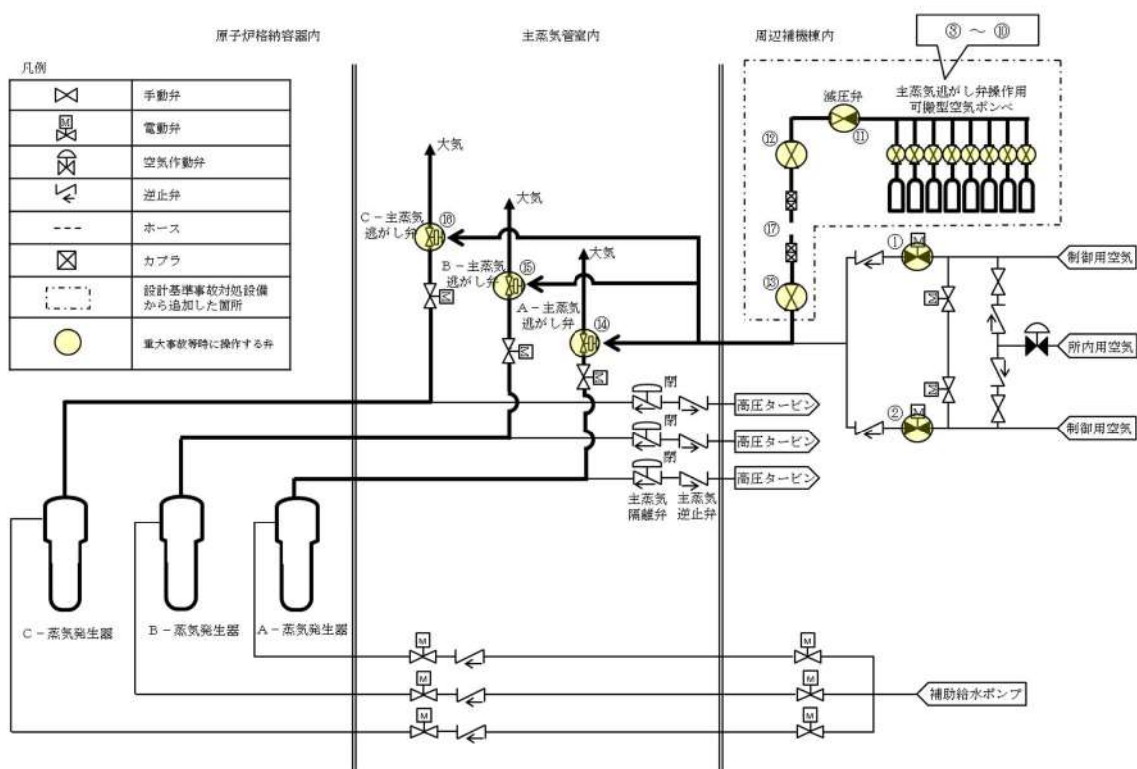 原子炉格納容器内
主蒸気管室内
周辺補機棟内
③ ～ ⑩
凡例
手動弁
M
電動弁
空気作動弁
逆止弁
ホース
カプラ
設計基準事故対処設備
から追加した箇所
重大事故等時に操作する弁
主蒸気逃がし弁操作用
可搬型空気ボンベ
減圧弁
⑪
⑫
⑰
⑬
大気
大気
大気
C－主蒸気
逃がし弁
⑯
B－主蒸気
逃がし弁
⑮
A－主蒸気
逃がし弁
⑭
M
M
M
①
M
制御用空気
M
所内用空気
M
②
M
制御用空気
閉
高圧タービン
閉
高圧タービン
閉
高圧タービン
主蒸気
隔離弁
主蒸気
逆止弁
C－蒸気発生器
B－蒸気発生器
A－蒸気発生器
M
M
M
M
補助給水ポンプ
M
M